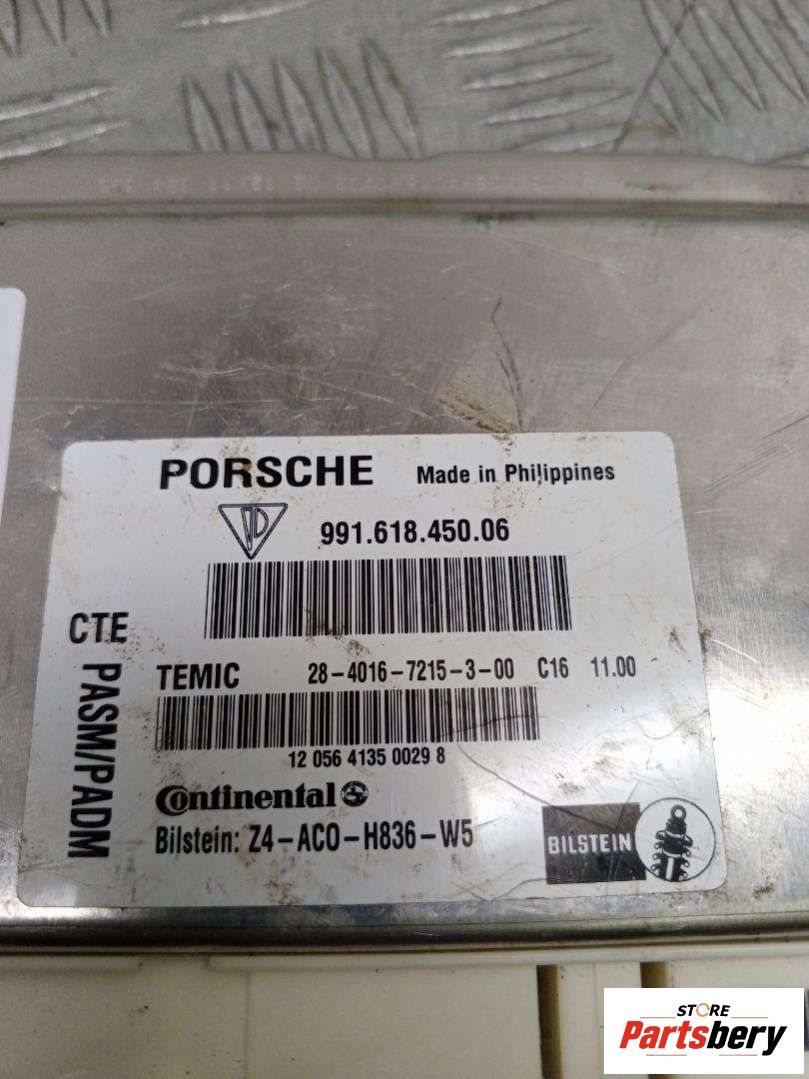 PORSCHE Made in Philippines
991.618.450.06
CTE
PASM/PADM
TEMIC 28-4016-7215-3-00 C16 11.00
12 056 4135 0029 8
Continental
Bilstein: Z4-ACO-H836-W5
BILSTEIN
STORE
Partsbery